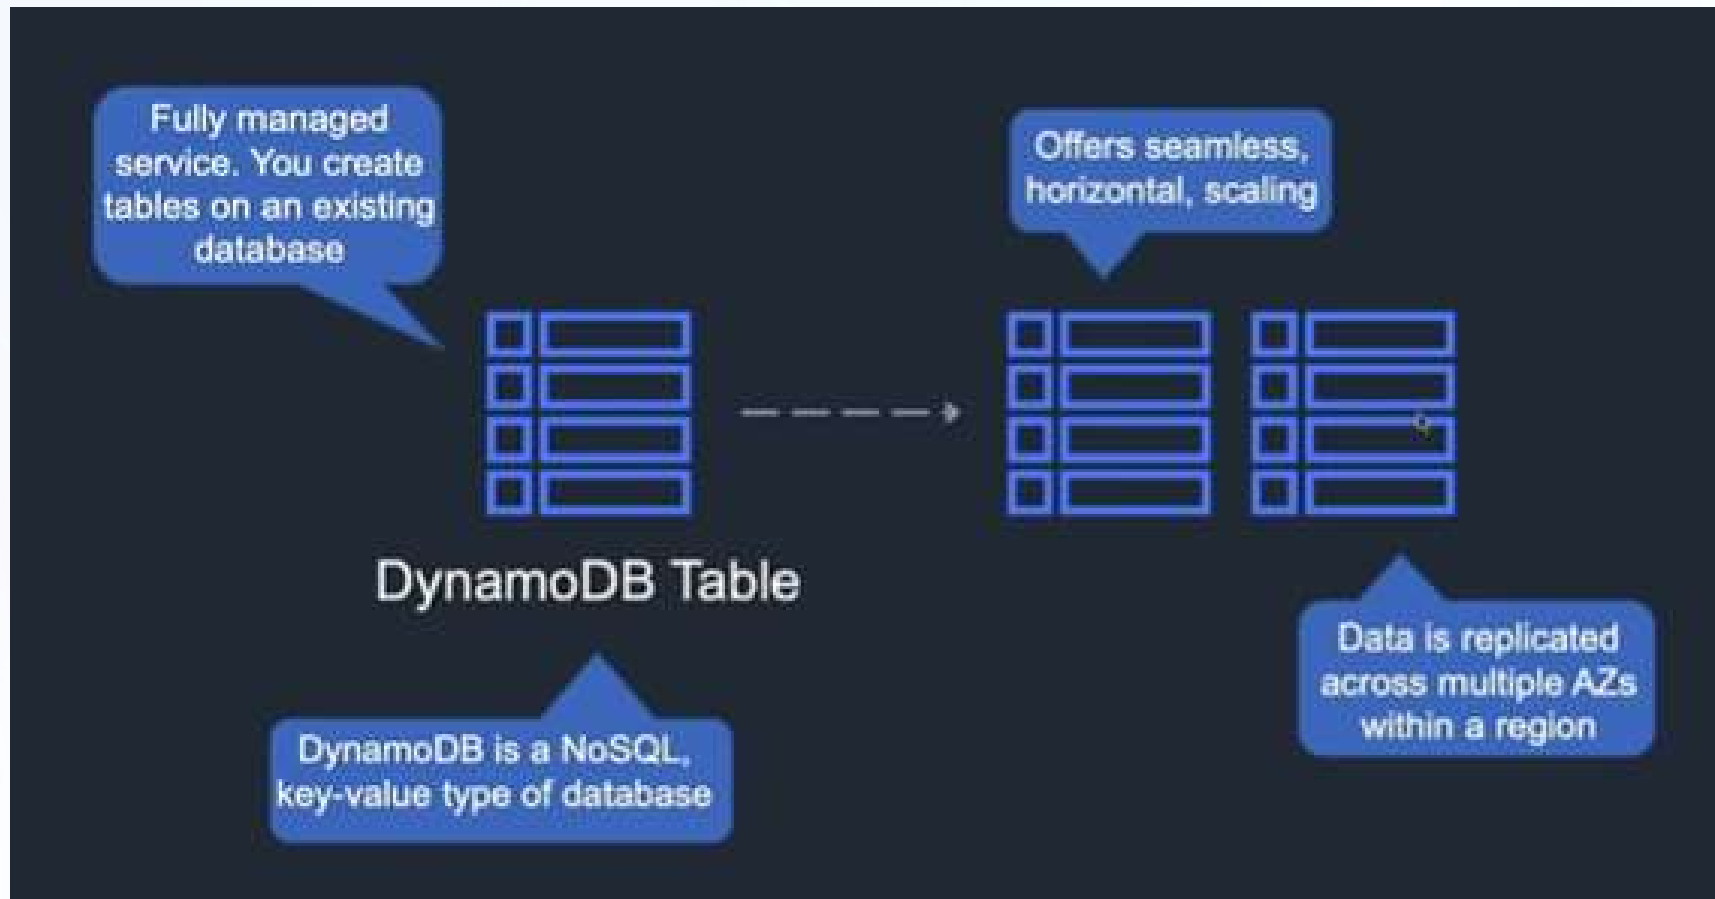 Fully managed
service. You create
tables on an existing
database
Offers seamless,
horizontal, scaling
DynamoDB Table
Data is replicated
across multiple AZs
within a region
DynamoDB is a NoSQL,
key-value type of database